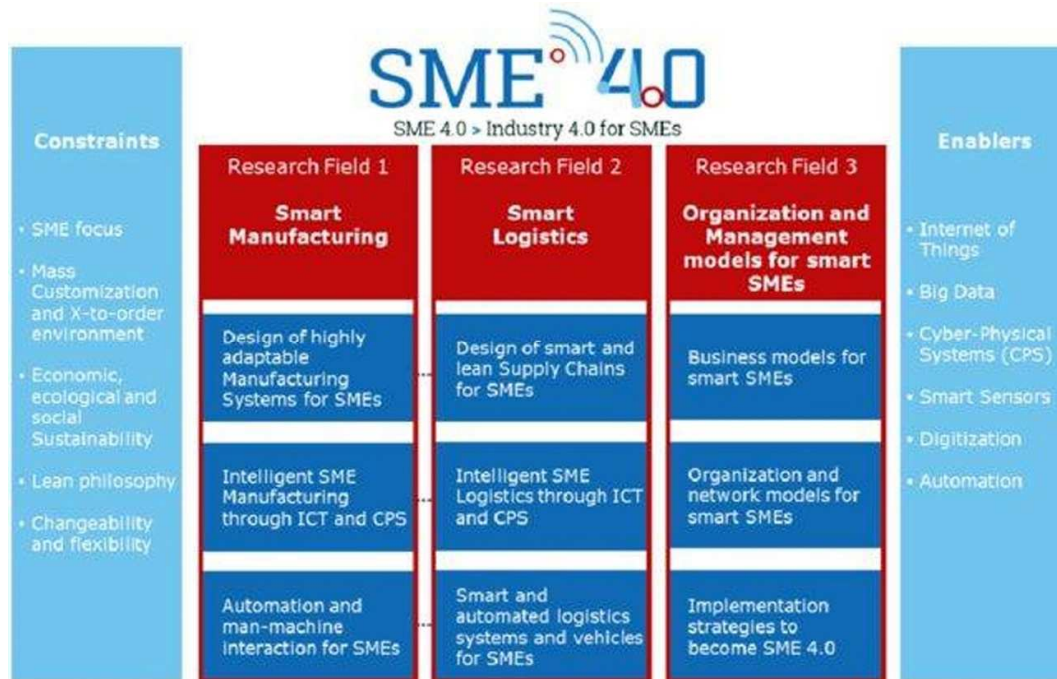 SME 4.0
SME 4.0 > Industry 4.0 for SMEs
Constraints
• SME focus
• Mass
Customization
and X-to-order
environment
• Economic,
ecological and
social
Sustainability
• Lean philosophy
• Changeability
and flexibility
Research Field 1
Smart
Manufacturing
Design of highly
adaptable
Manufacturing
Systems for SMEs
Intelligent SME
Manufacturing
through ICT and CPS
Automation and
man-machine
interaction for SMEs
Research Field 2
Smart
Logistics
Design of smart and
lean Supply Chains
for SMEs
Intelligent SME
Logistics through ICT
and CPS
Smart and
automated logistics
systems and vehicles
for SMEs
Research Field 3
Organization and
Management
models for smart
SMEs
Business models for
smart SMEs
Organization and
network models for
smart SMEs
Implementation
strategies to
become SME 4.0
Enablers
• Internet of
Things
• Big Data
• Cyber-Physical
Systems (CPS)
• Smart Sensors
• Digitization
• Automation